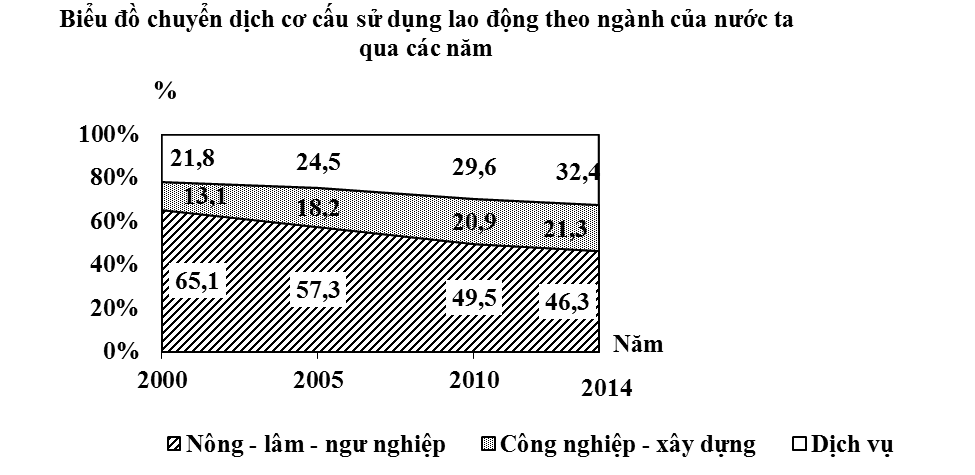 Biểu đồ chuyển dịch cơ cấu sử dụng lao động theo ngành của nước ta
qua các năm
%
100%
21,8 24,5 29,6 32,4
80%
13,1 18,2 20,9 21,3
60%
40%
65,1 57,3 49,5 46,3
20%
0%
Năm
2000 2005 2010 2014
Nông - lâm - ngư nghiệp Công nghiệp - xây dựng Dịch vụ